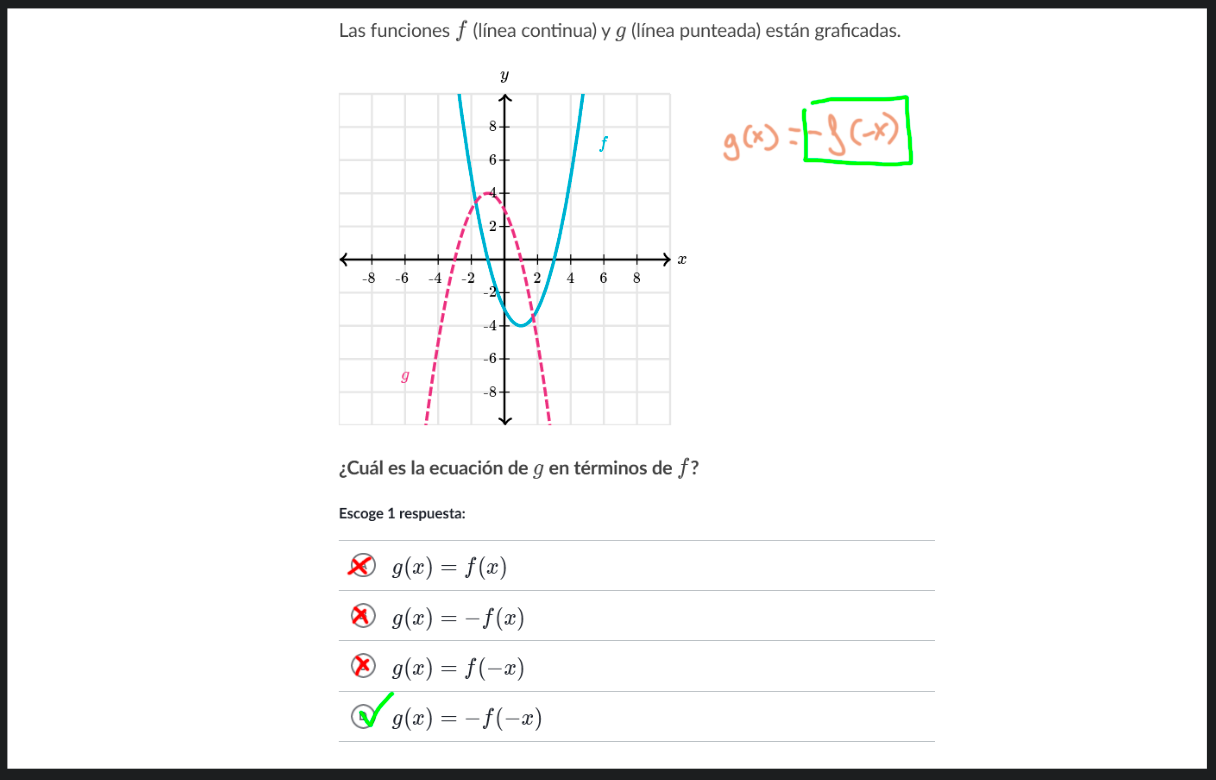 Las funciones f (línea continua) y g (línea punteada) están graficadas.
y
8
f
g(x) = -f(-x)
6
4
2
x
-8 -6 -4 -2 2 4 6 8
-2
-4
-6
g
-8
¿Cuál es la ecuación de g en términos de f?
Escoge 1 respuesta:
g(x) = f(x)
g(x) = −f(x)
g(x) = f(−x)
g(x) = −f(−x)